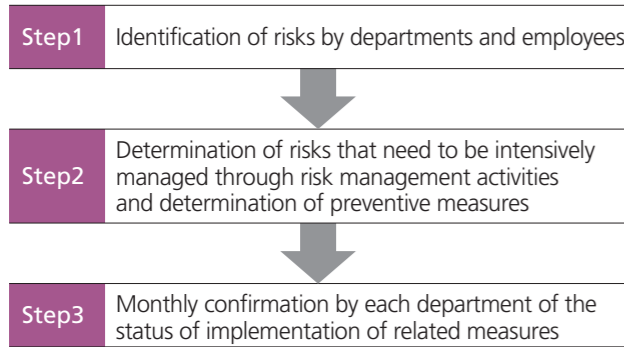 Step1
Identification of risks by departments and employees
Step2
Determination of risks that need to be intensively
managed through risk management activities
and determination of preventive measures
Step3
Monthly confirmation by each department of the
status of implementation of related measures